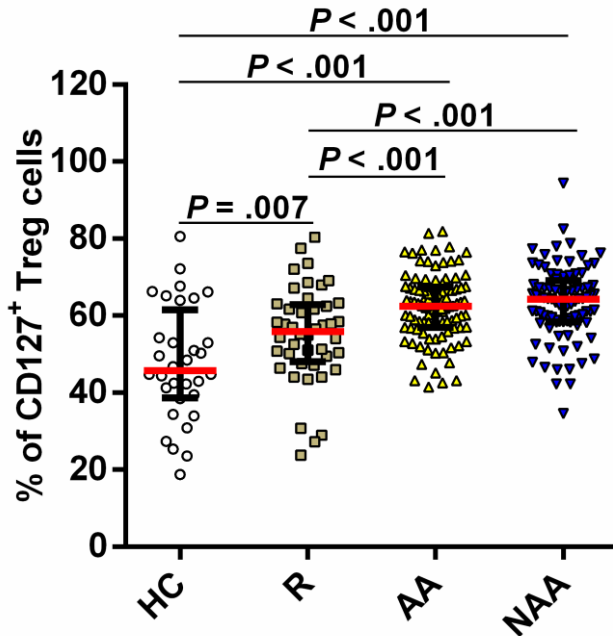 P < .001
P < .001
P < .001
P < .001
P = .007
% of CD127⁺ Treg cells
120
100
80
60
40
20
0
HC
R
AA
NAA